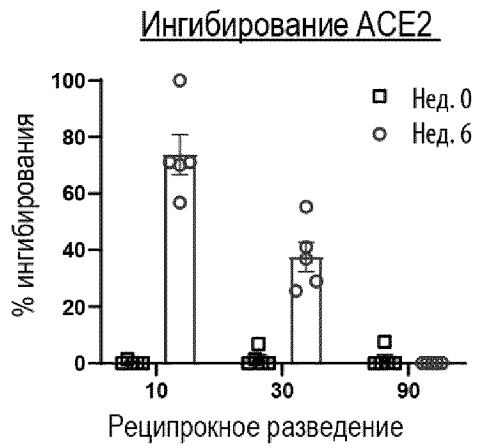 Ингибирование ACE2
% ингибирования
100
80
60
40
20
0
Нед. 0
Нед. 6
10 30 90
Реципрокное разведение